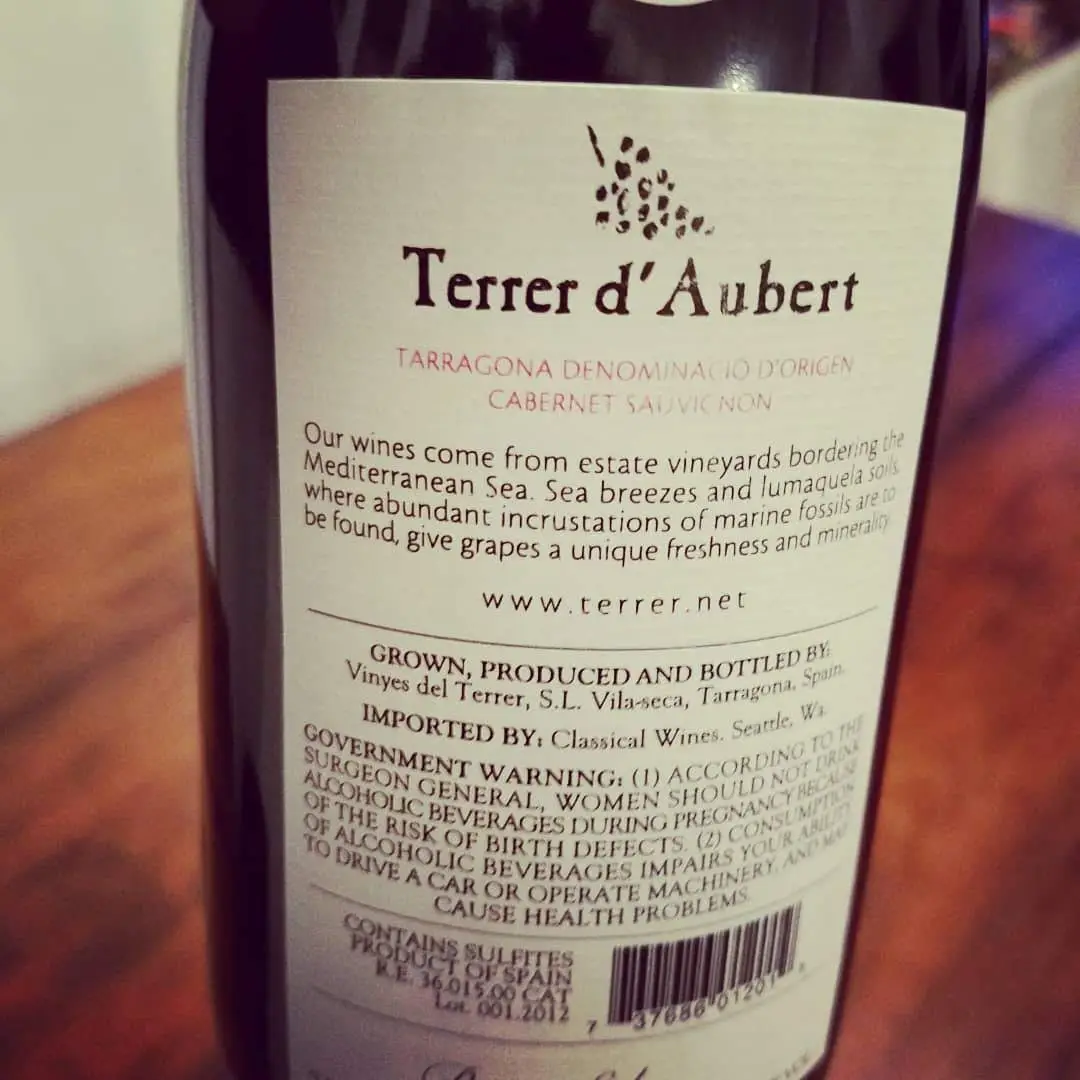 Terrer d'Aubert
TARRAGONA DENOMINACIÓ D'ORIGEN
CABERNET SAUVIGNON
Our wines come from estate vineyards bordering the
Mediterranean Sea. Sea breezes and lumaquela soils,
where abundant incrustations of marine fossils are to
be found, give grapes a unique freshness and minerality.
www.terrer.net
GROWN, PRODUCED AND BOTTLED BY:
Vinyes del Terrer, S.L. Vila-seca, Tarragona, Spain.
IMPORTED BY: Classical Wines. Seattle, Wa.
GOVERNMENT WARNING: (1) ACCORDING TO THE
SURGEON GENERAL, WOMEN SHOULD NOT DRINK
ALCOHOLIC BEVERAGES DURING PREGNANCY BECAUSE
OF THE RISK OF BIRTH DEFECTS. (2) CONSUMPTION
OF ALCOHOLIC BEVERAGES IMPAIRS YOUR ABILITY
TO DRIVE A CAR OR OPERATE MACHINERY, AND MAY
CAUSE HEALTH PROBLEMS.
CONTAINS SULFITES
PRODUCT OF SPAIN
R.E. 36.015.00 CAT
Lot. 001.2012
7 37686 01201